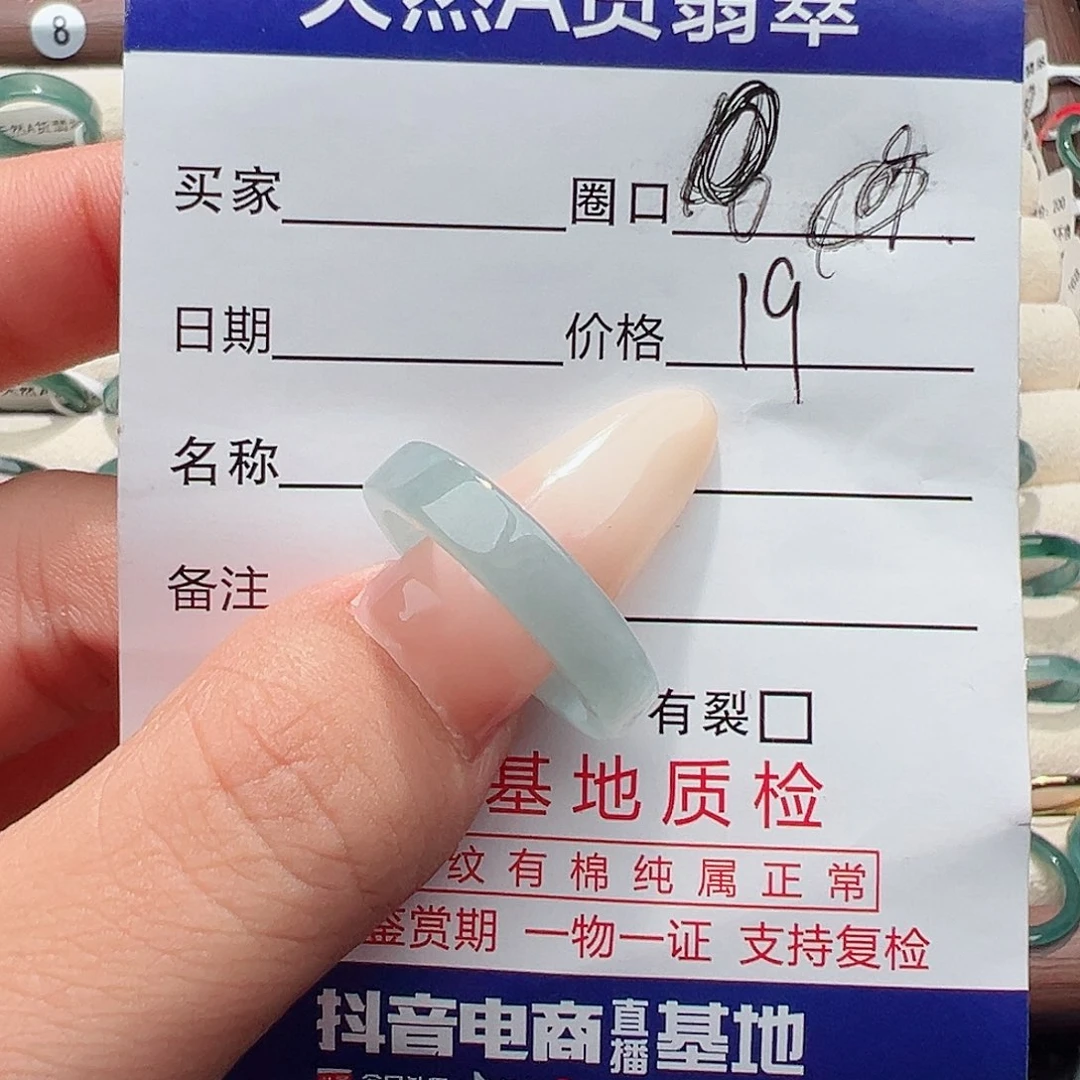 8
天然A货翡翠
买家 圈口
日期 价格 19
名称
备注
有裂
基地质检
纹有棉纯属正常
鉴赏期 一物一证 支持复检
抖音电商直播基地